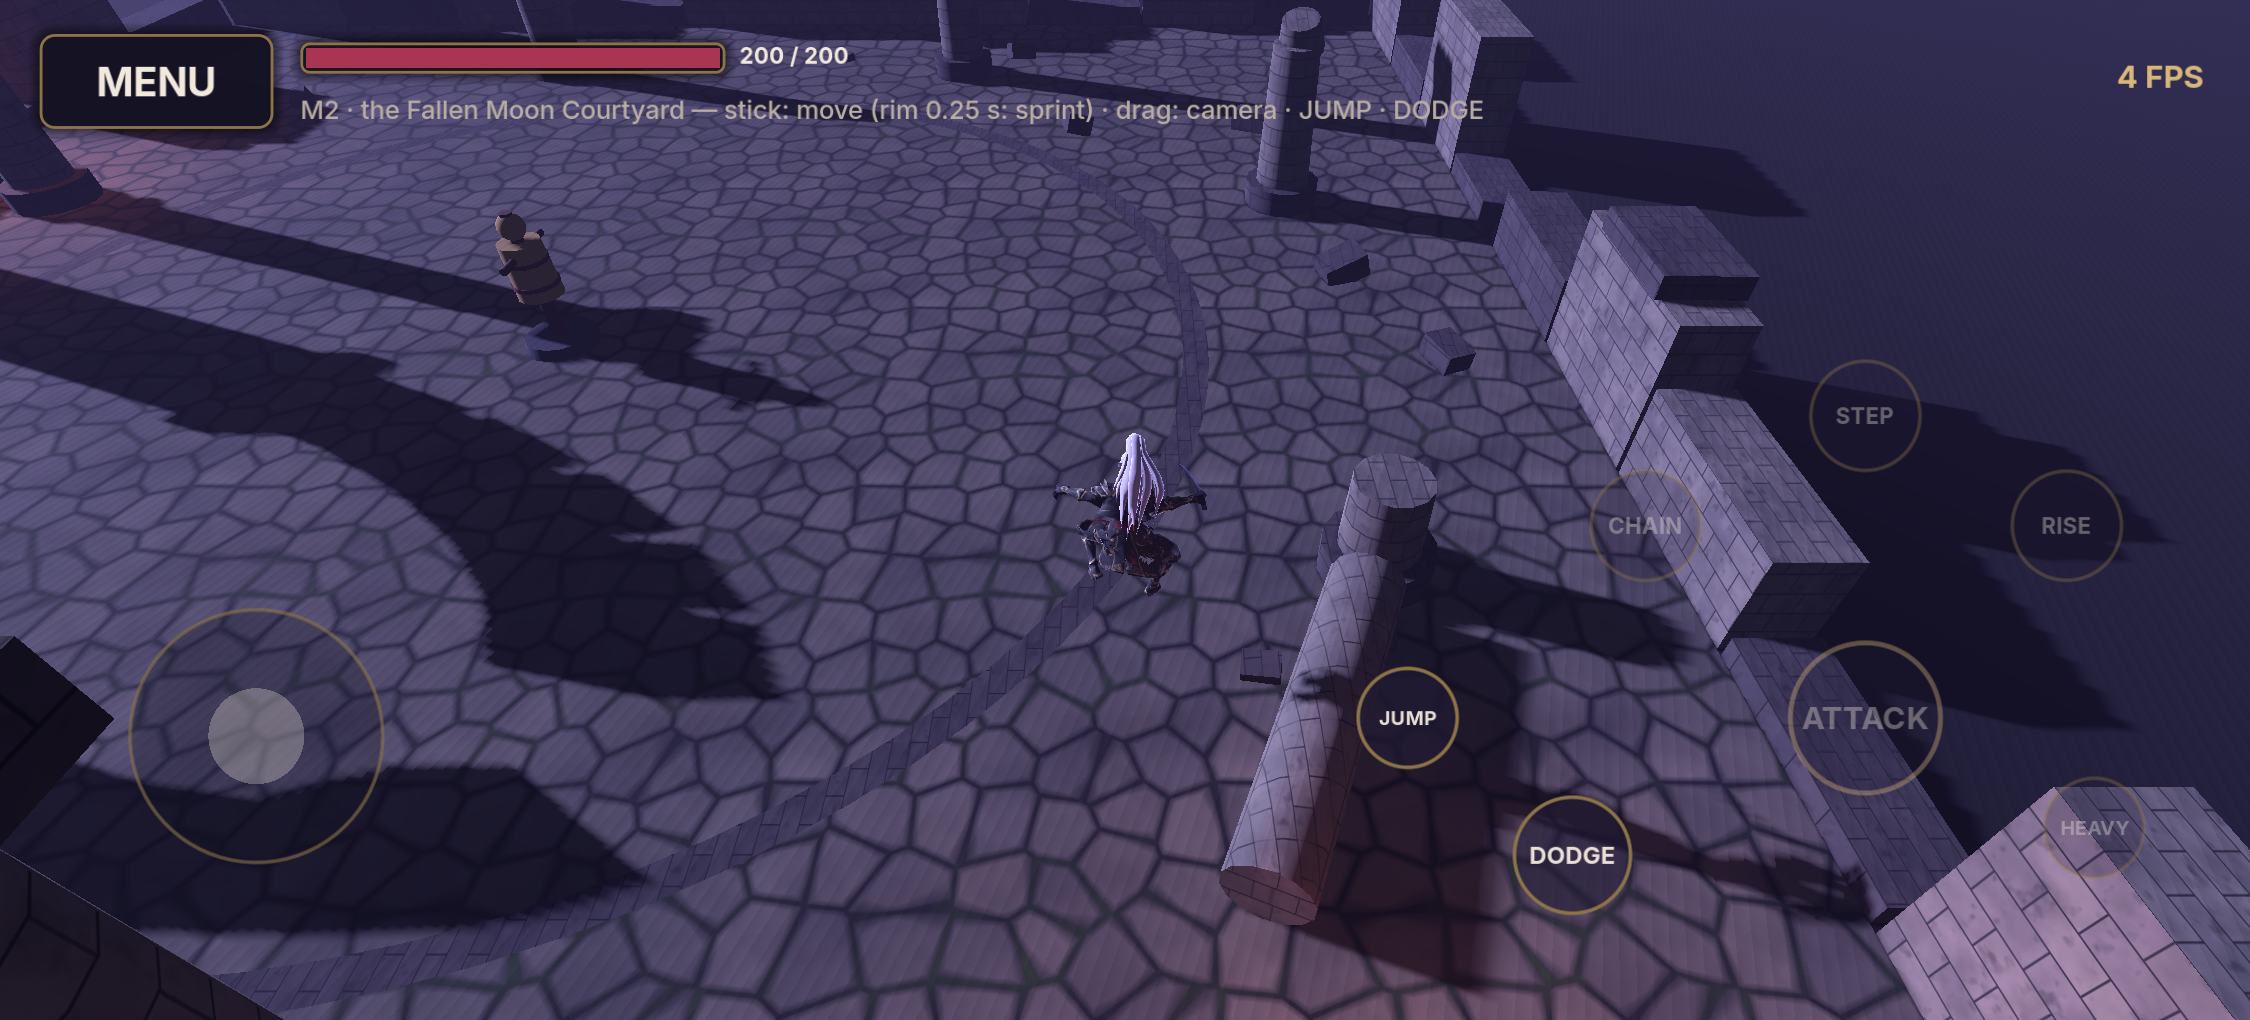 MENU
200 / 200
4 FPS
M2 · the Fallen Moon Courtyard — stick: move (rim 0.25 s: sprint) · drag: camera · JUMP · DODGE
STEP
CHAIN
RISE
JUMP
ATTACK
DODGE
HEAVY